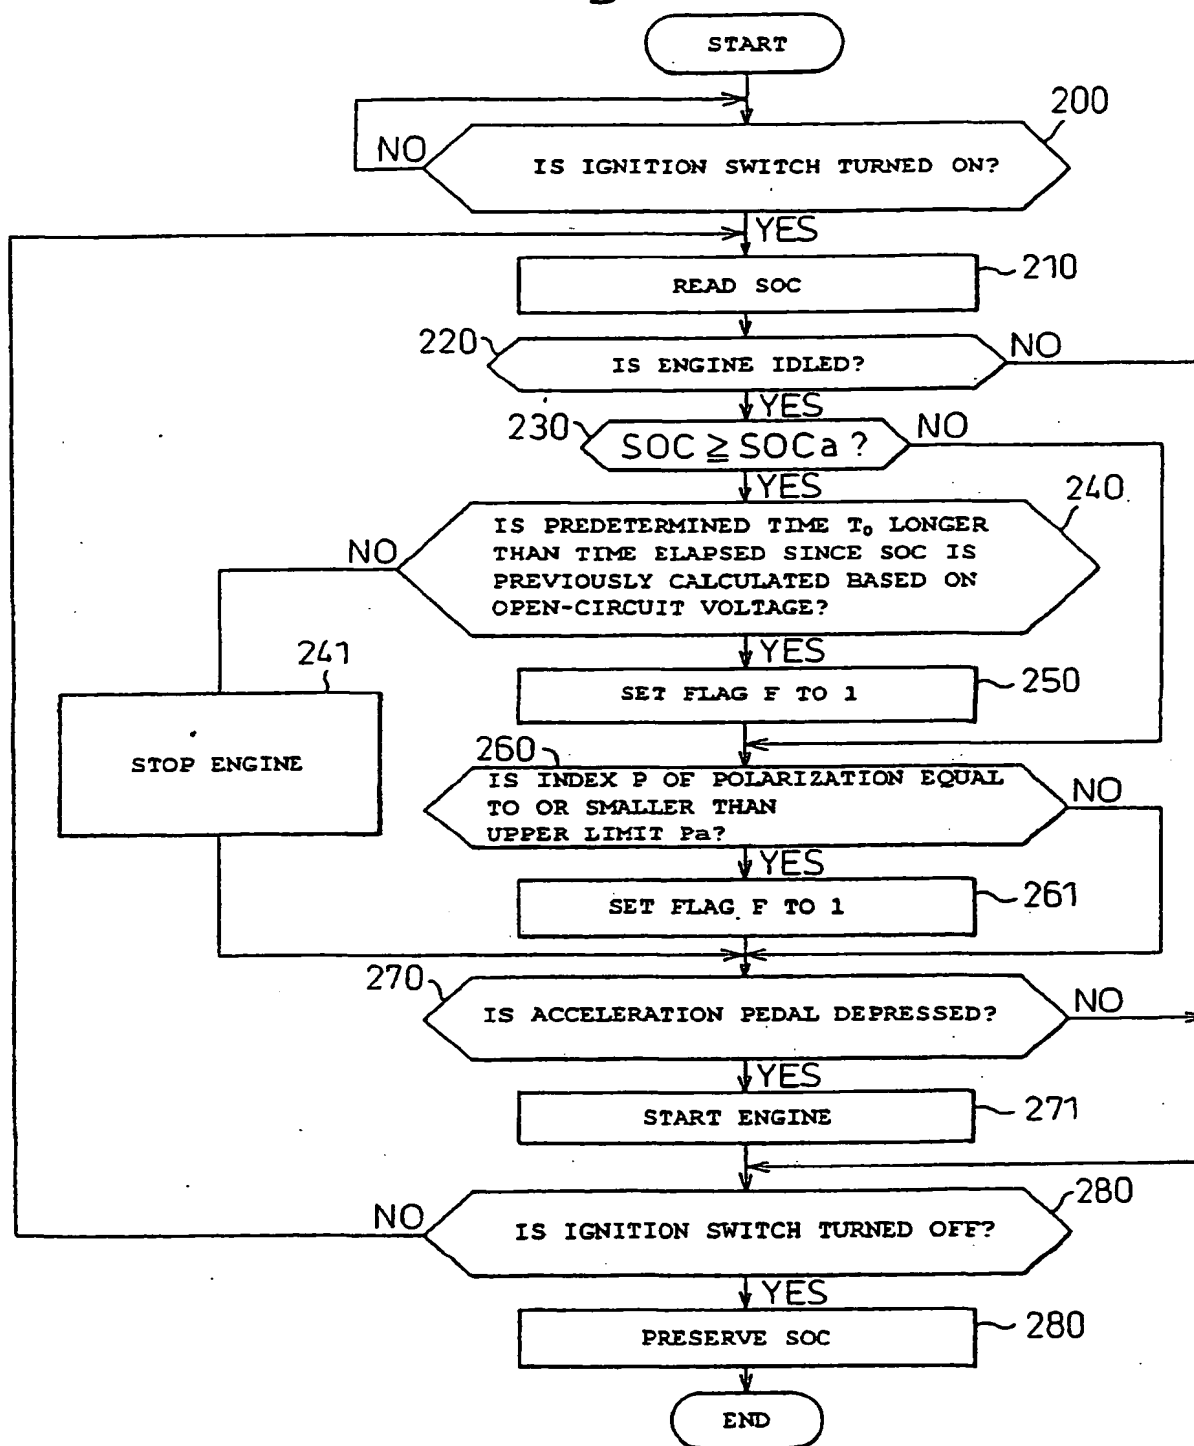 START
200
NO
IS IGNITION SWITCH TURNED ON?
YES
210
READ SOC
220
NO
IS ENGINE IDLED?
YES
230
NO
SOC ≧ SOCa ?
YES
240
NO
IS PREDETERMINED TIME T₀ LONGER
THAN TIME ELAPSED SINCE SOC IS
PREVIOUSLY CALCULATED BASED ON
OPEN-CIRCUIT VOLTAGE?
YES
241
250
SET FLAG F TO 1
STOP ENGINE
260
IS INDEX P OF POLARIZATION EQUAL
TO OR SMALLER THAN
UPPER LIMIT Pa?
NO
YES
261
SET FLAG F TO 1
270
NO
IS ACCELERATION PEDAL DEPRESSED?
YES
271
START ENGINE
280
NO
IS IGNITION SWITCH TURNED OFF?
YES
280
PRESERVE SOC
END